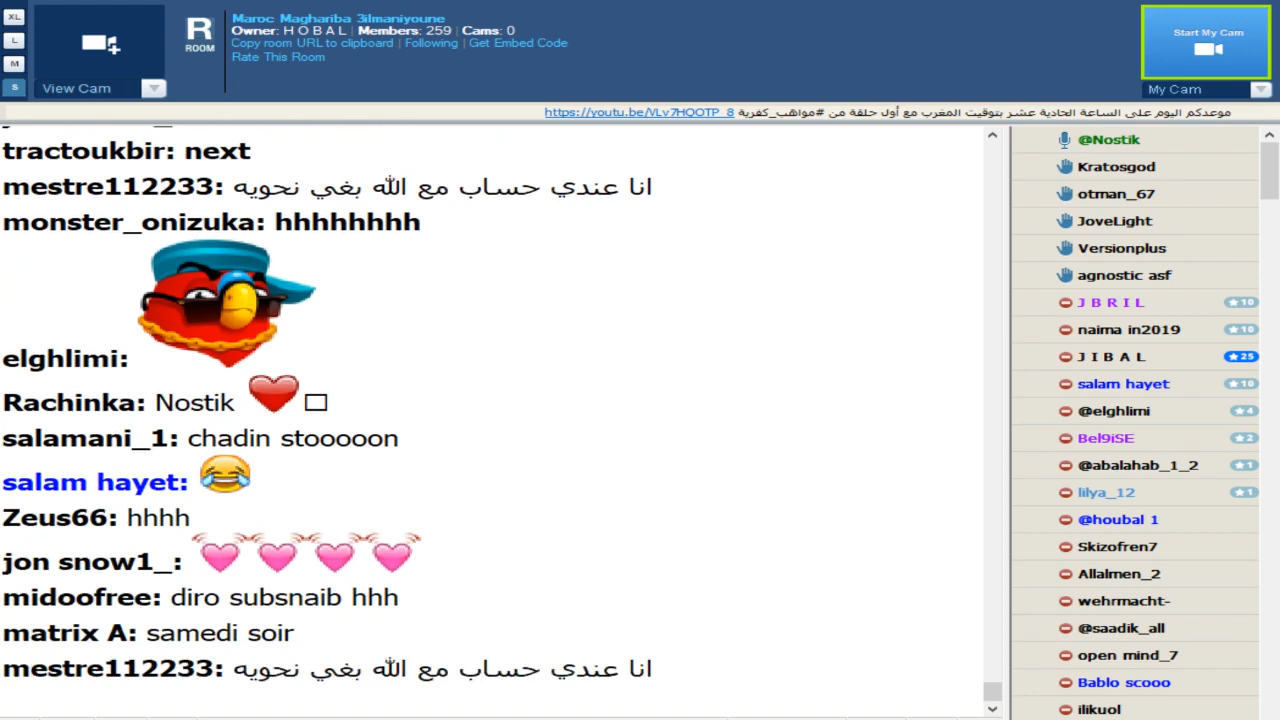 XL
L
M
S
View Cam
R
ROOM
Maroc Maghariba 3ilmaniyoune
Owner: H O B A L | Members: 259 | Cams: 0
Copy room URL to clipboard | Following | Get Embed Code
Rate This Room
Start My Cam
My Cam
موعدكم اليوم على الساعة الحادية عشر بتوقيت المغرب مع أول حلقة من #مواهب_كفرية https://youtu.be/VLv7HQOTP_8
tractoukbir: next
mestre112233: انا عندي حساب مع الله بغي نحويه
monster_onizuka: hhhhhhhh
elghlimi:
Rachinka: Nostik ❤️
salamani_1: chadin stooooon
salam hayet: 😂
Zeus66: hhhh
jon snow1_: 💓💓💓💓
midoofree: diro subsnaib hhh
matrix A: samedi soir
mestre112233: انا عندي حساب مع الله بغي نحويه
@Nostik
Kratosgod
otman_67
JoveLight
Versionplus
agnostic asf
J B R I L ★10
naima in2019 ★10
J I B A L ★25
salam hayet ★10
@elghlimi ★4
Bel9iSE ★2
@abalahab_1_2 ★1
lilya_12 ★1
@houbal 1
Skizofren7
Allalmen_2
wehrmacht-
@saadik_all
open mind_7
Bablo scooo
ilikuol